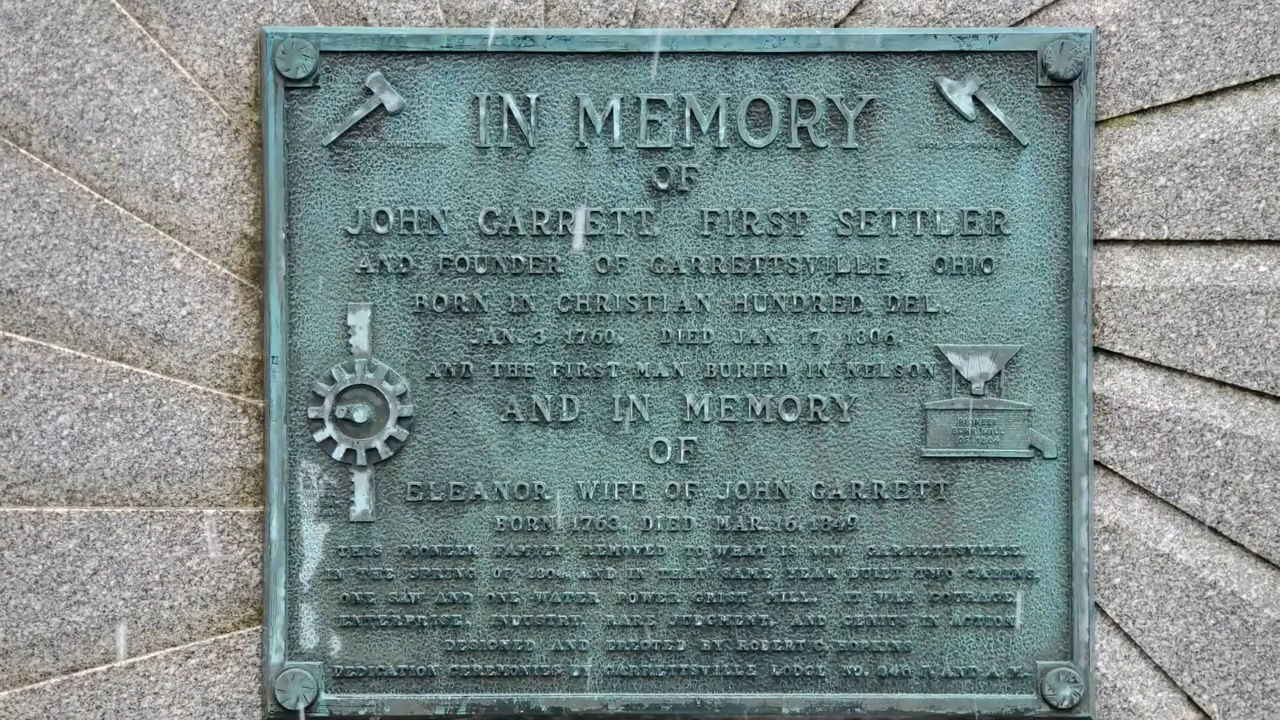 IN MEMORY
OF
JOHN GARRETT FIRST SETTLER
AND FOUNDER OF GARRETTSVILLE, OHIO
BORN IN CHRISTIAN HUNDRED, DEL.
JAN. 3, 1760. DIED JAN. 17, 1806.
AND THE FIRST MAN BURIED IN NELSON
AND IN MEMORY
OF
ELEANOR, WIFE OF JOHN GARRETT
BORN 1763 DIED MAR. 16, 1849
THIS PIONEER FAMILY REMOVED TO WHAT IS NOW GARRETTSVILLE
IN THE SPRING OF 1804, AND IN THAT SAME YEAR BUILT TWO CABINS,
ONE SAW AND ONE WATER POWER GRIST MILL. IT WAS COURAGE,
ENTERPRISE, INDUSTRY, RARE JUDGMENT, AND GENIUS IN ACTION
DESIGNED AND ERECTED BY ROBERT C.
DEDICATION CEREMONIES BY GARRETTSVILLE LODGE NO. 246 F. AND A.M.